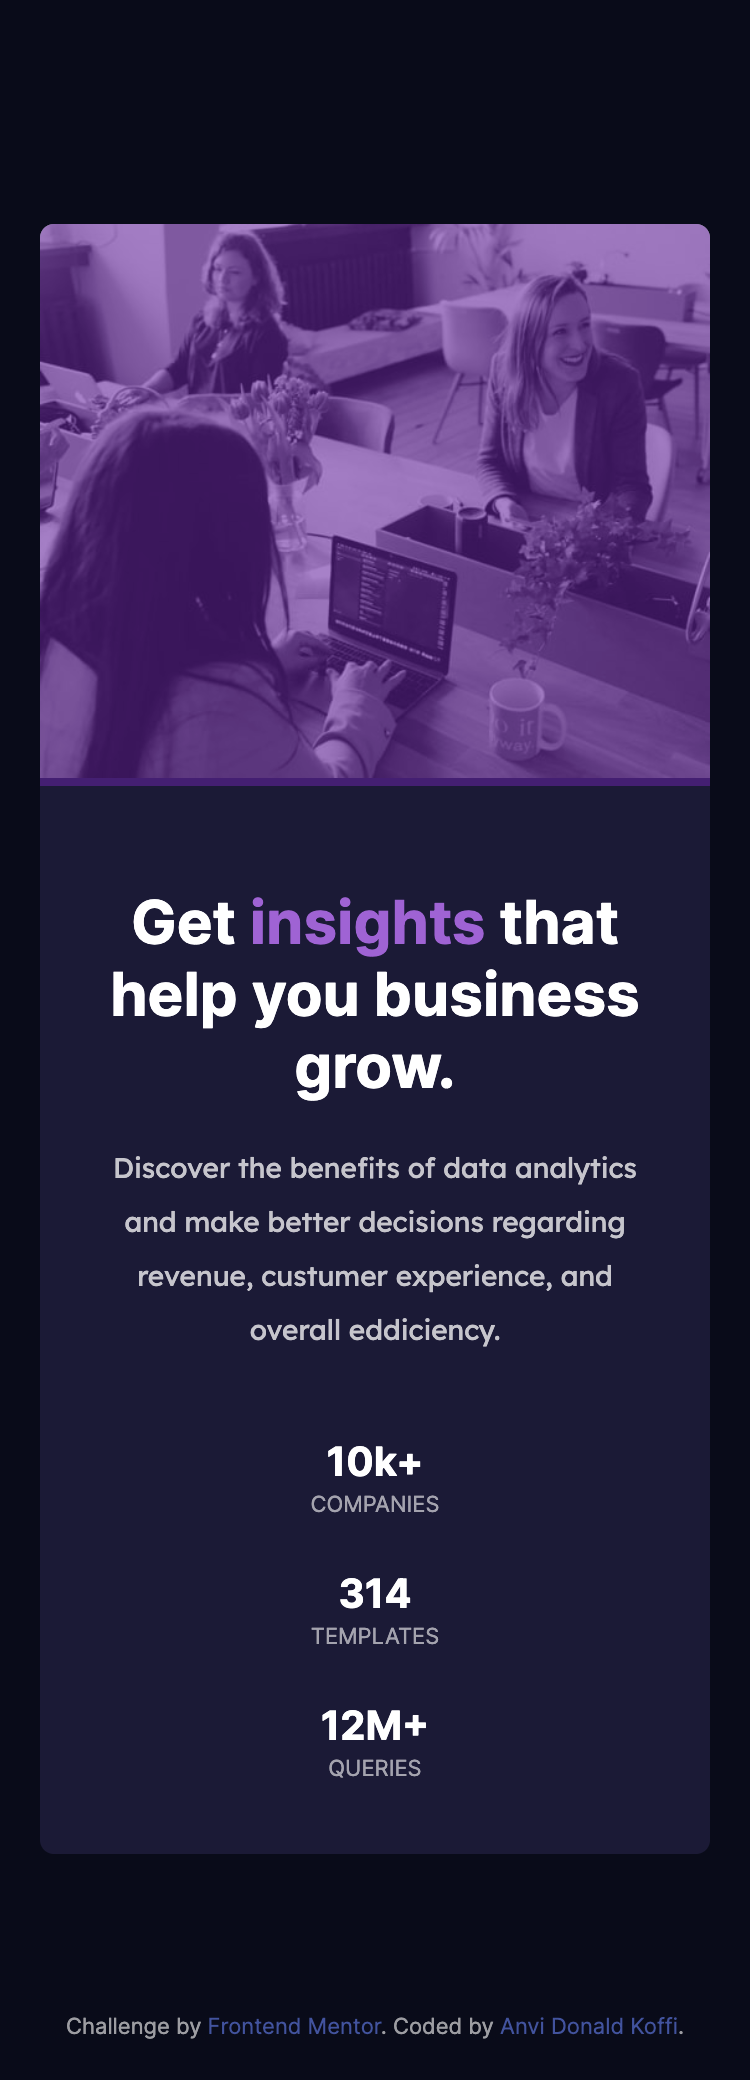 Get insights that
help you business
grow.
Discover the benefits of data analytics
and make better decisions regarding
revenue, custumer experience, and
overall eddiciency.
10k+
COMPANIES
314
TEMPLATES
12M+
QUERIES
Challenge by Frontend Mentor. Coded by Anvi Donald Koffi.